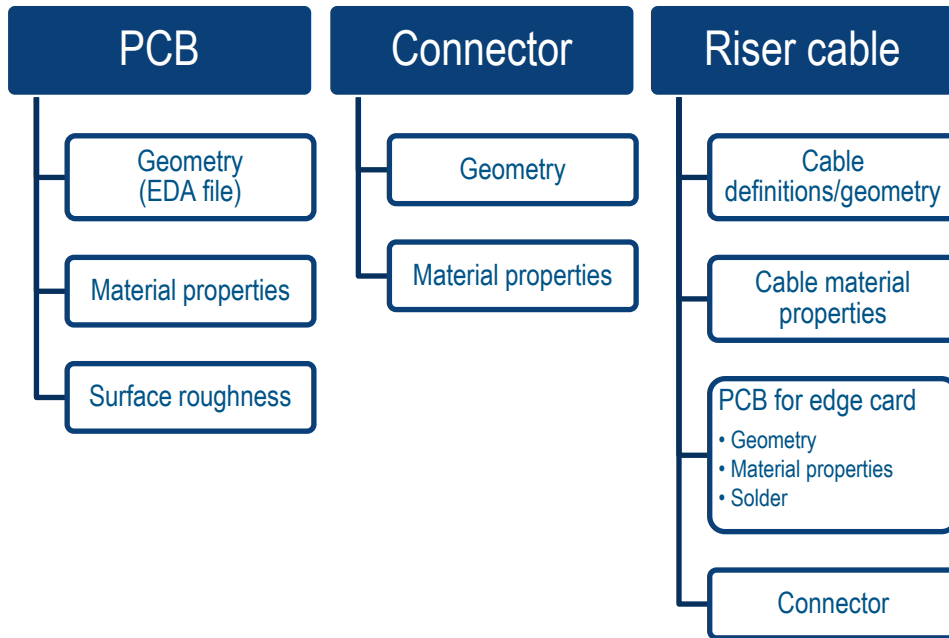 PCB
Geometry
(EDA file)
Material properties
Surface roughness
Connector
Geometry
Material properties
Riser cable
Cable
definitions/geometry
Cable material
properties
PCB for edge card
• Geometry
• Material properties
• Solder
Connector